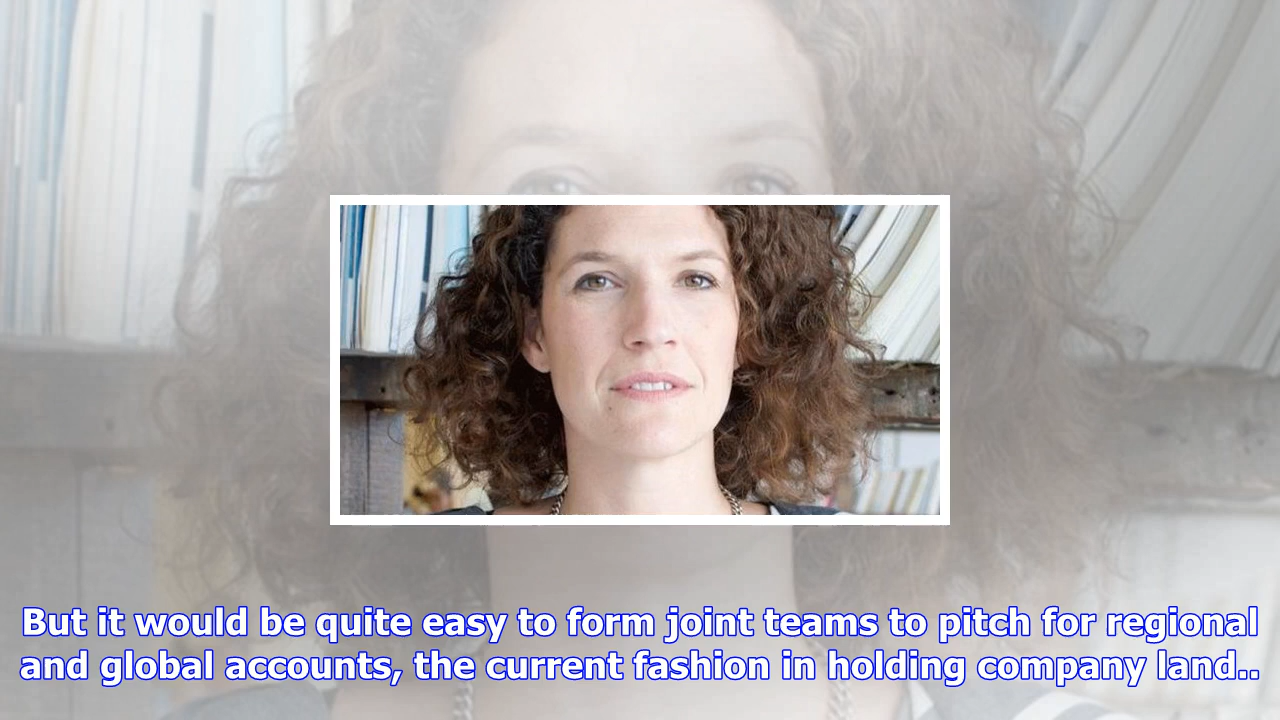 But it would be quite easy to form joint teams to pitch for regional
and global accounts, the current fashion in holding company land..